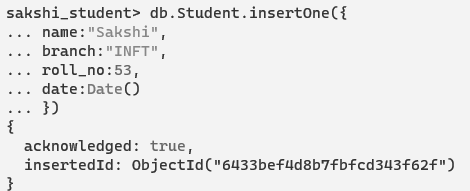 sakshi_student> db.Student.insertOne({
... name:"Sakshi",
... branch:"INFT",
... roll_no:53,
... date:Date()
... })
{
  acknowledged: true,
  insertedId: ObjectId("6433bef4d8b7fbfcd343f62f")
}